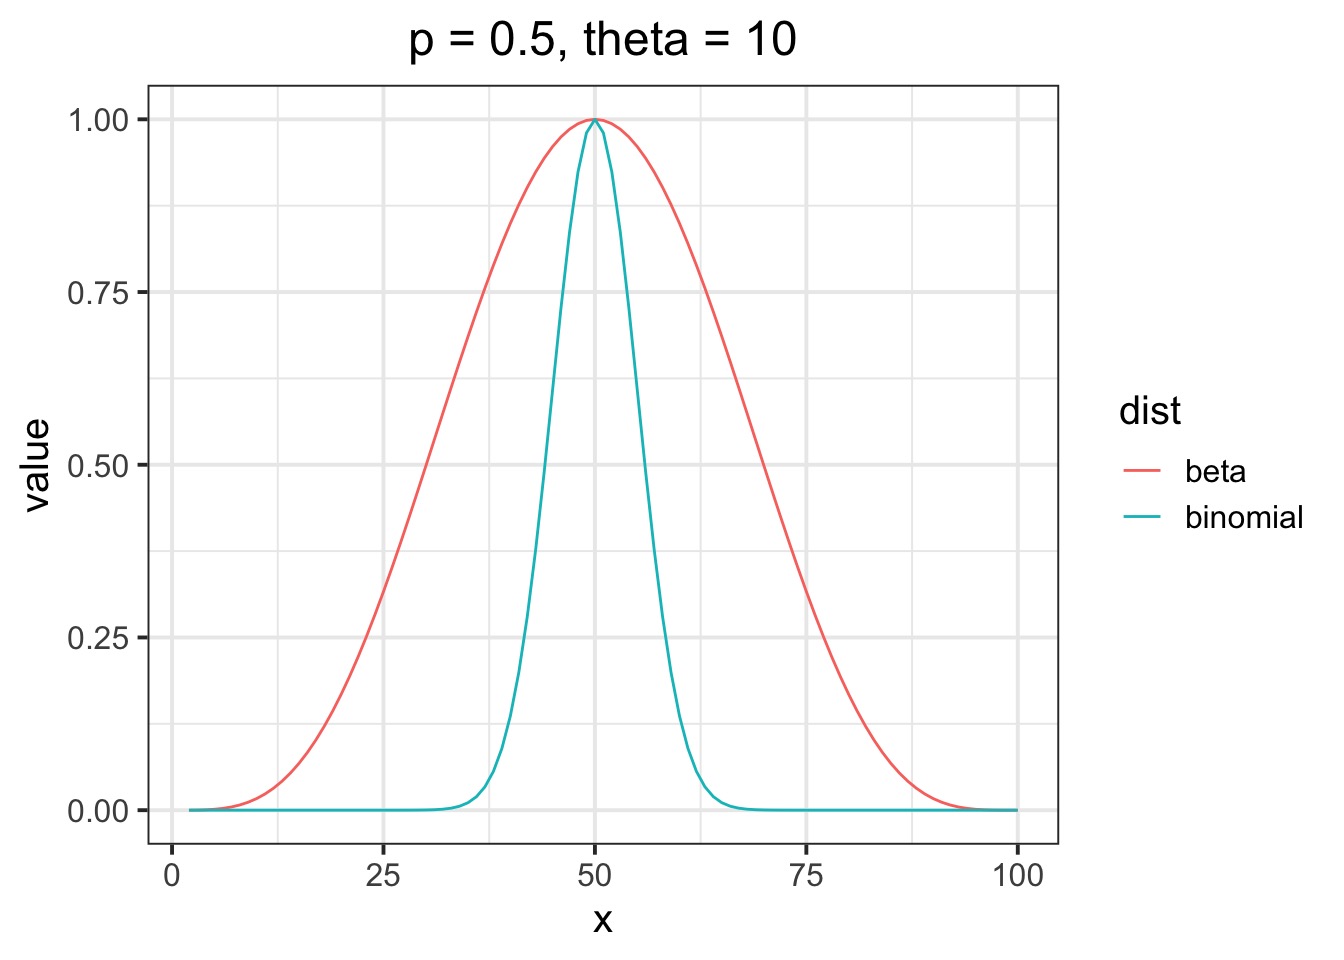 p = 0.5, theta = 10
1.00
0.75
0.50
0.25
0.00
value
0 25 50 75 100
x
dist
beta
binomial